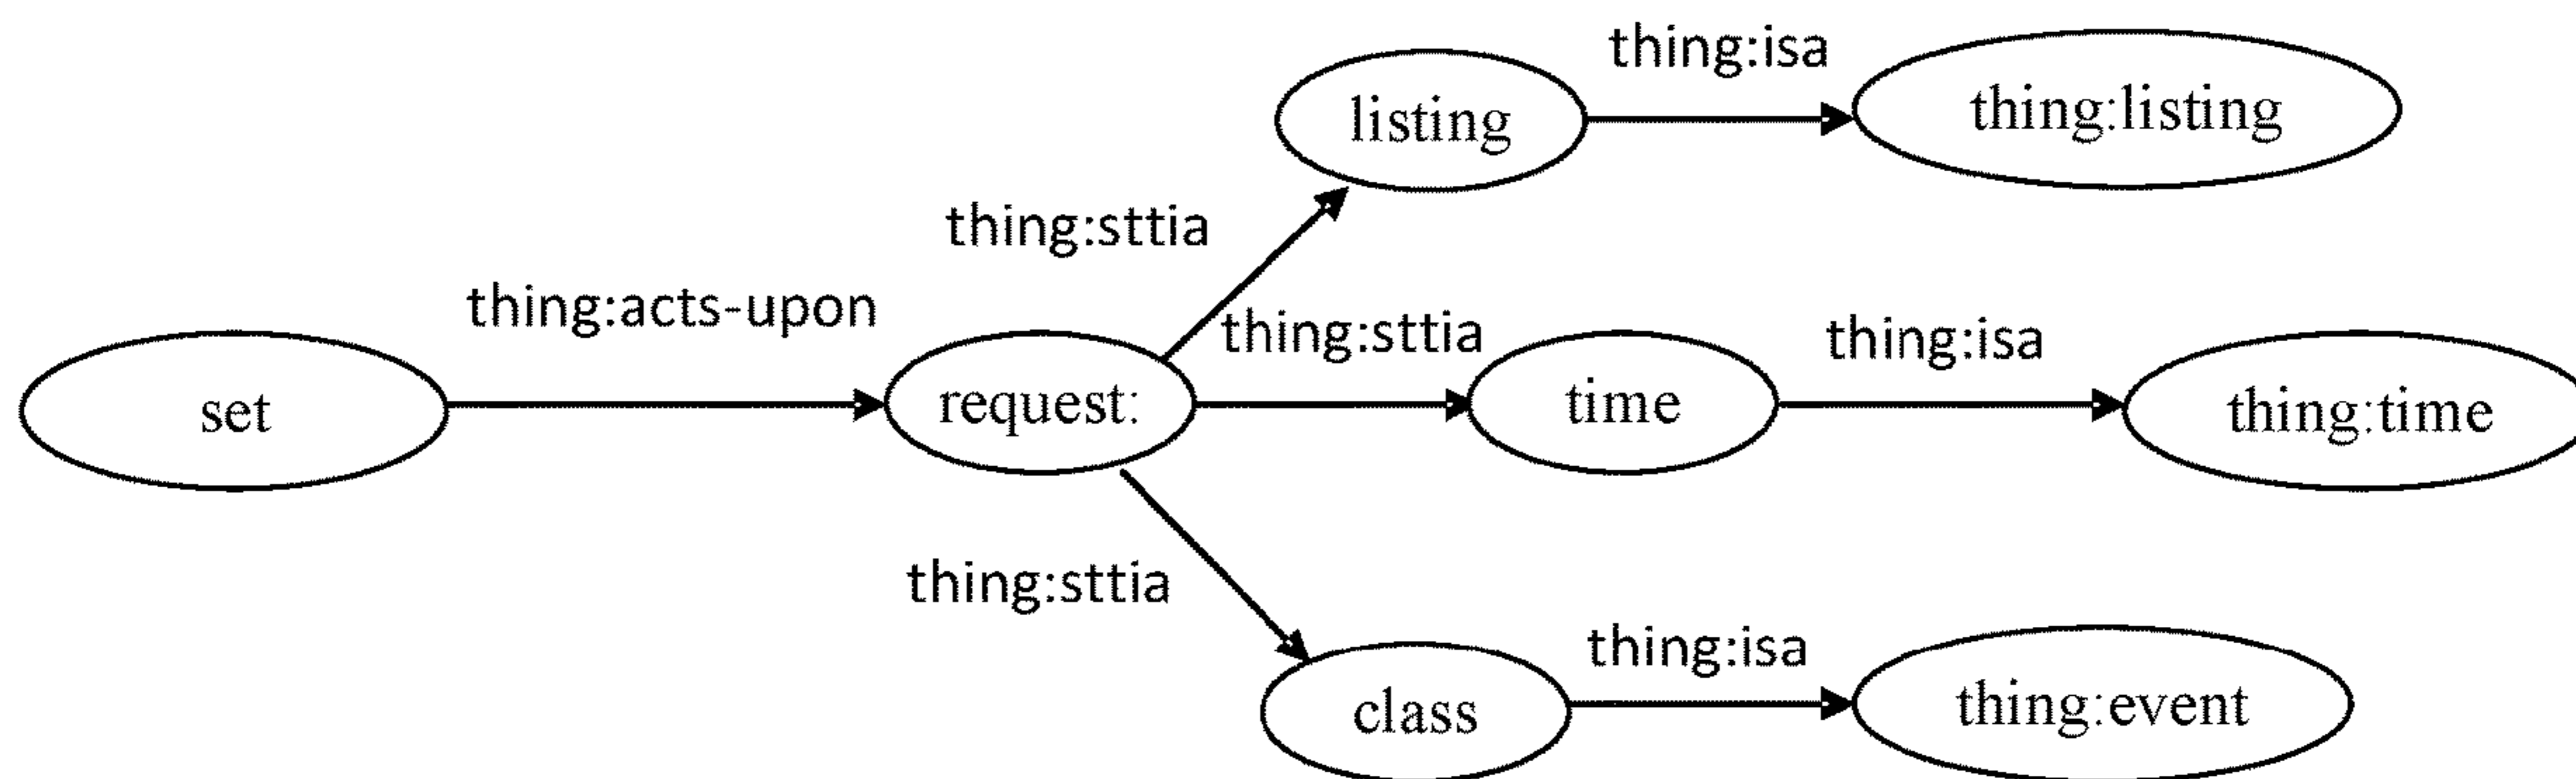 thing:isa
listing
thing:listing
thing:sttia
thing:acts-upon
thing:sttia
thing:isa
set
request:
time
thing:time
thing:sttia
thing:isa
class
thing:event